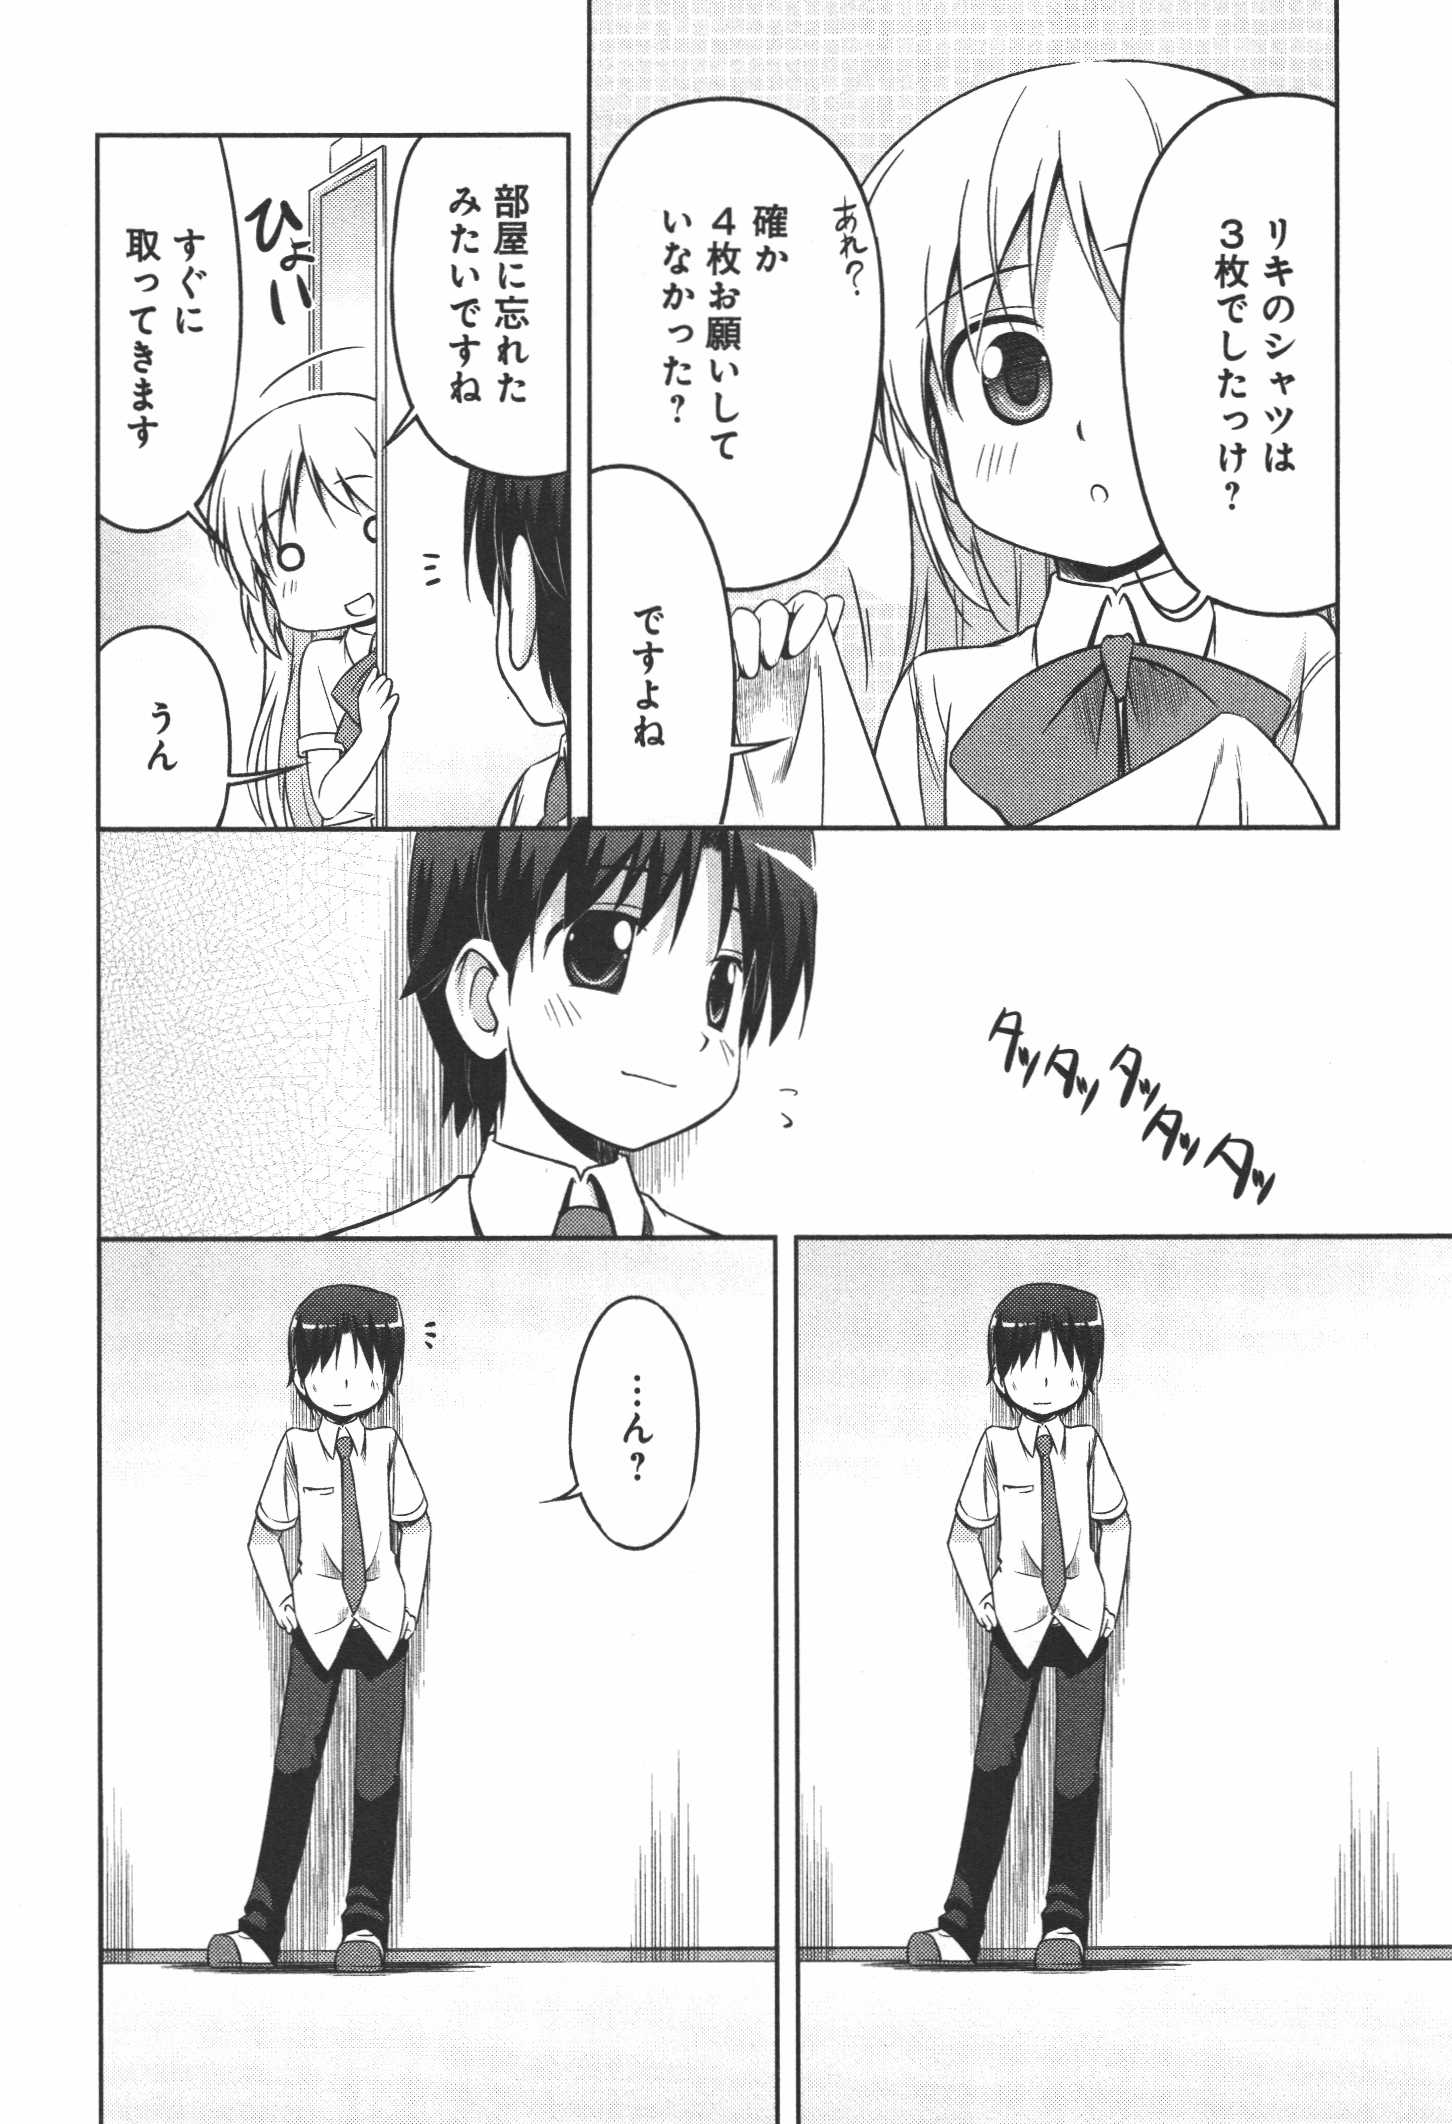 リキのシャツは
3枚でしたっけ?
あれ?
確か
4枚お願いして
いなかった?
ですよね
部屋に忘れた
みたいですね
ひょい
すぐに
取ってきます
うん
タッタッタッタッタッ
…ん?